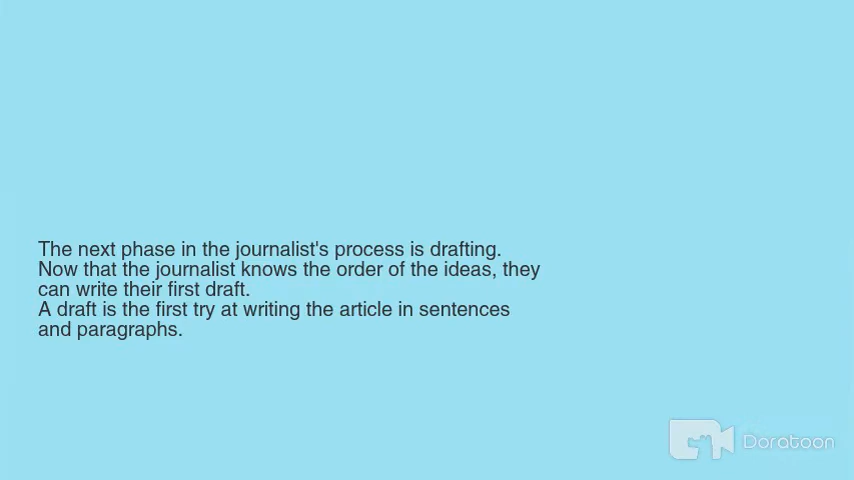 The next phase in the journalist's process is drafting.
Now that the journalist knows the order of the ideas, they
can write their first draft.
A draft is the first try at writing the article in sentences
and paragraphs.
Doratoon